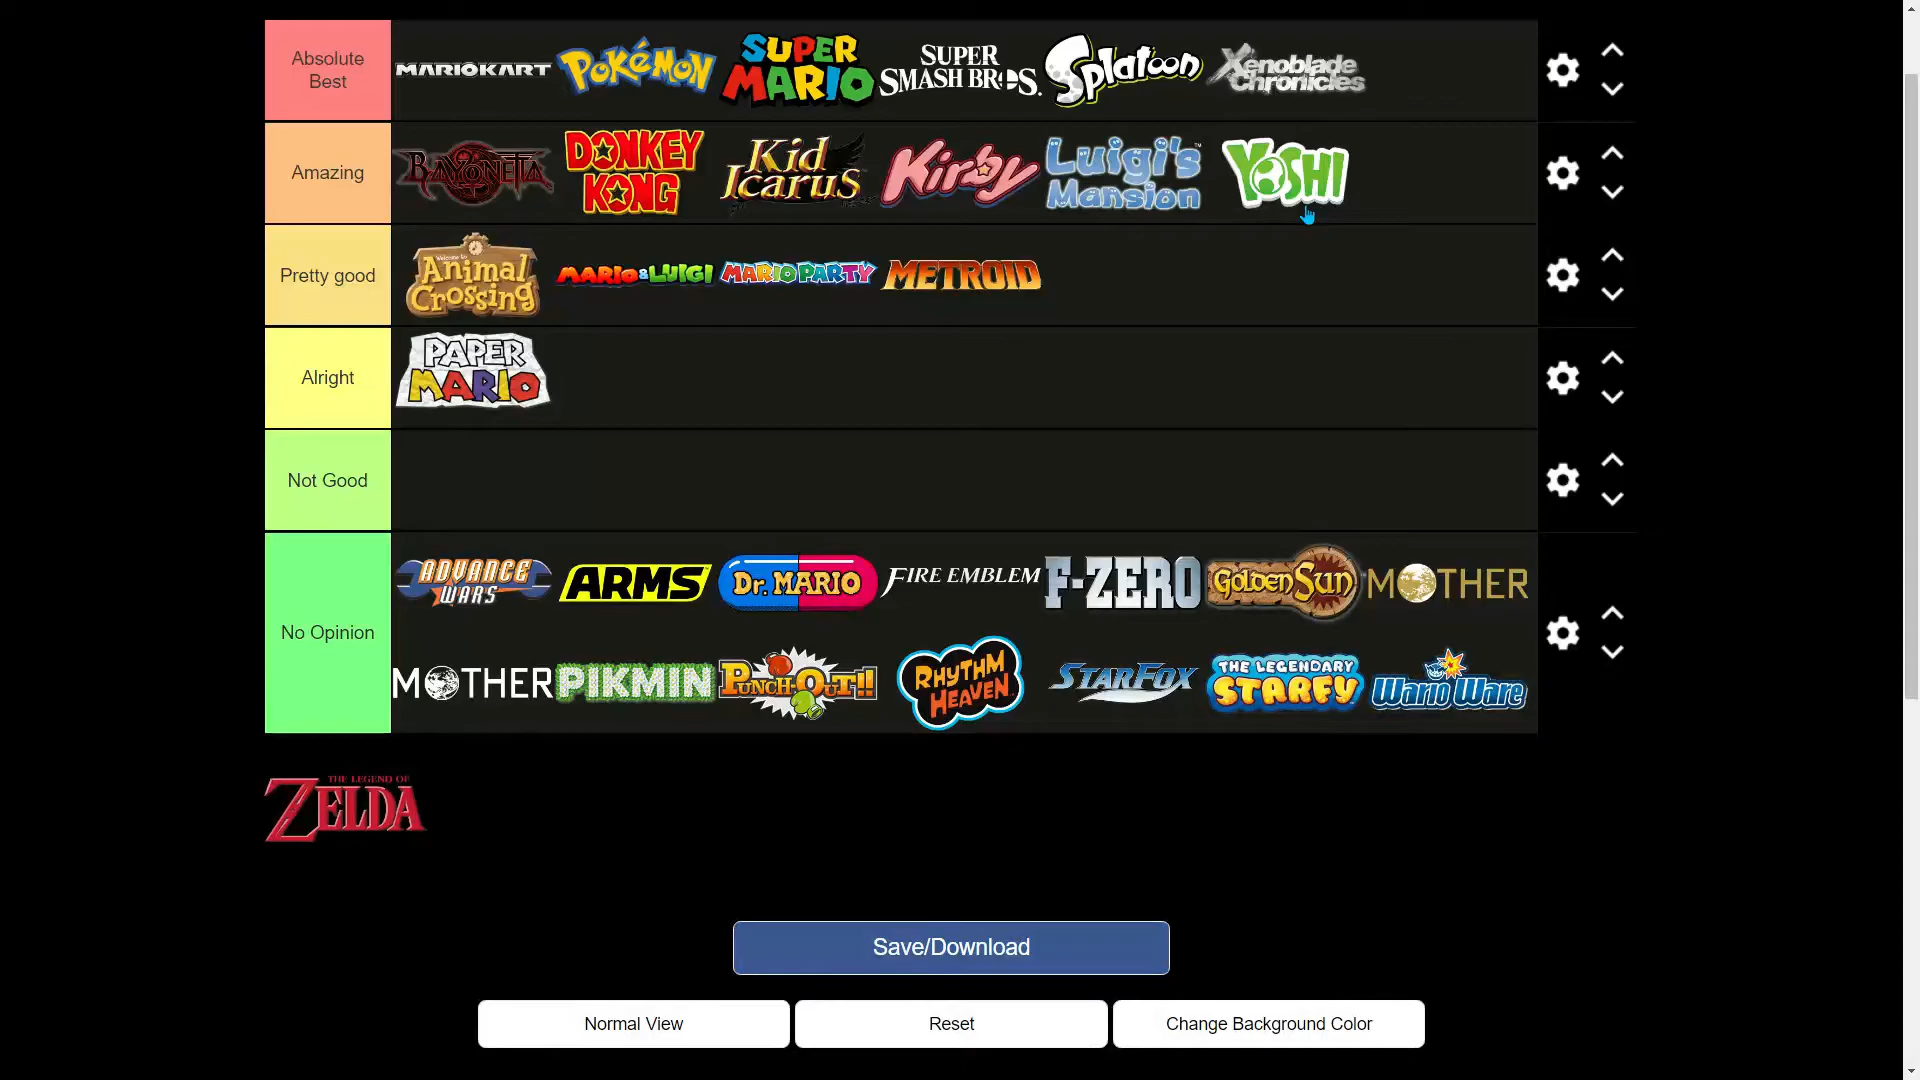 Absolute
Best
MARIOKART
POKéMON
SUPER
MARIO
SUPER
SMASH BROS.
Splatoon
Xenoblade
Chronicles
Amazing
BAYONETTA
DONKEY
KONG
Kid
Icarus
Kirby
Luigi's
Mansion
™
YOSHI
Pretty good
Welcome to
Animal
Crossing
MARIO&LUIGI
MARIO PARTY
METROID
Alright
PAPER
MARIO
Not Good
No Opinion
ADVANCE
WARS
ARMS
Dr. MARIO
FIRE EMBLEM
F-ZERO
GOLDEN SUN
MOTHER
MOTHER
PIKMIN
PUNCH-OUT!!
RHYTHM
HEAVEN
STARFOX
THE LEGENDARY
STARFY
WarioWare
THE LEGEND OF
ZELDA
Save/Download
Normal View
Reset
Change Background Color